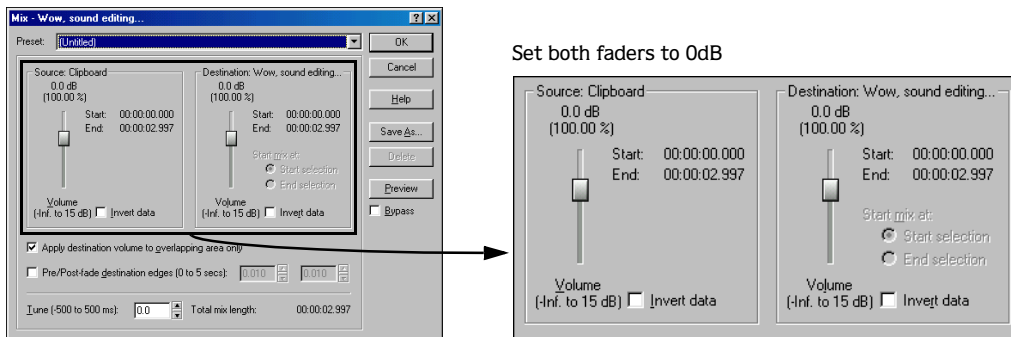 Mix - Wow, sound editing...
Preset: (Untitled)
OK
Cancel
Help
Save As...
Delete
Preview
Bypass
Source: Clipboard
0.0 dB
(100.00 %)
Start: 00:00:00.000
End: 00:00:02.997
Volume
(-Inf. to 15 dB) Invert data
Destination: Wow, sound editing...
0.0 dB
(100.00 %)
Start: 00:00:00.000
End: 00:00:02.997
Start mix at:
Start selection
End selection
Volume
(-Inf. to 15 dB) Invert data
Apply destination volume to overlapping area only
Pre/Post-fade destination edges (0 to 5 secs): 0.010 0.010
Tune (-500 to 500 ms): 0.0 Total mix length: 00:00:02.997
Set both faders to 0dB
Source: Clipboard
0.0 dB
(100.00 %)
Start: 00:00:00.000
End: 00:00:02.997
Volume
(-Inf. to 15 dB) Invert data
Destination: Wow, sound editing...
0.0 dB
(100.00 %)
Start: 00:00:00.000
End: 00:00:02.997
Start mix at:
Start selection
End selection
Volume
(-Inf. to 15 dB) Invert data